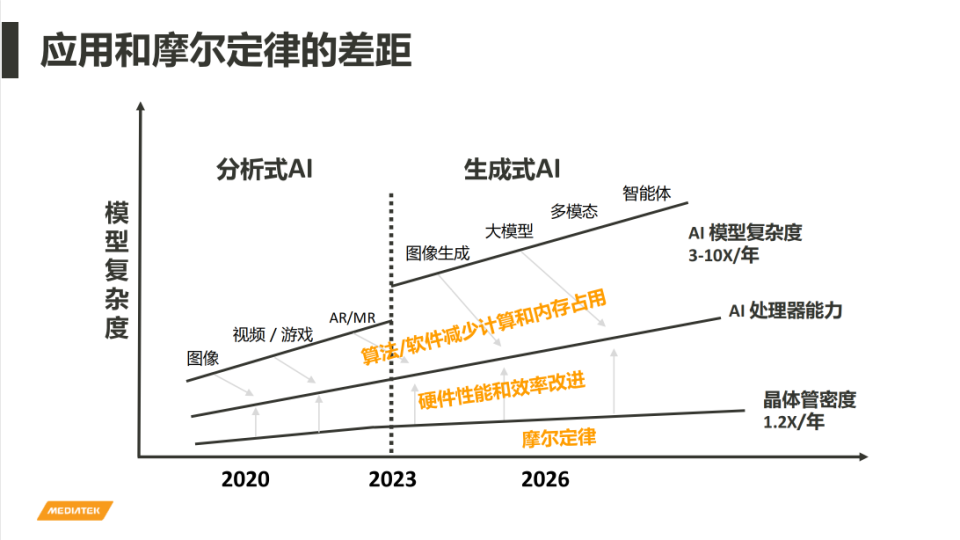 应用和摩尔定律的差距
分析式AI
生成式AI
模型复杂度
智能体
多模态
大模型
图像生成
AI 模型复杂度
3-10X/年
AR/MR
视频 / 游戏
图像
算法/软件减少计算和内存占用
AI 处理器能力
硬件性能和效率改进
晶体管密度
1.2X/年
摩尔定律
2020
2023
2026
MEDIATEK